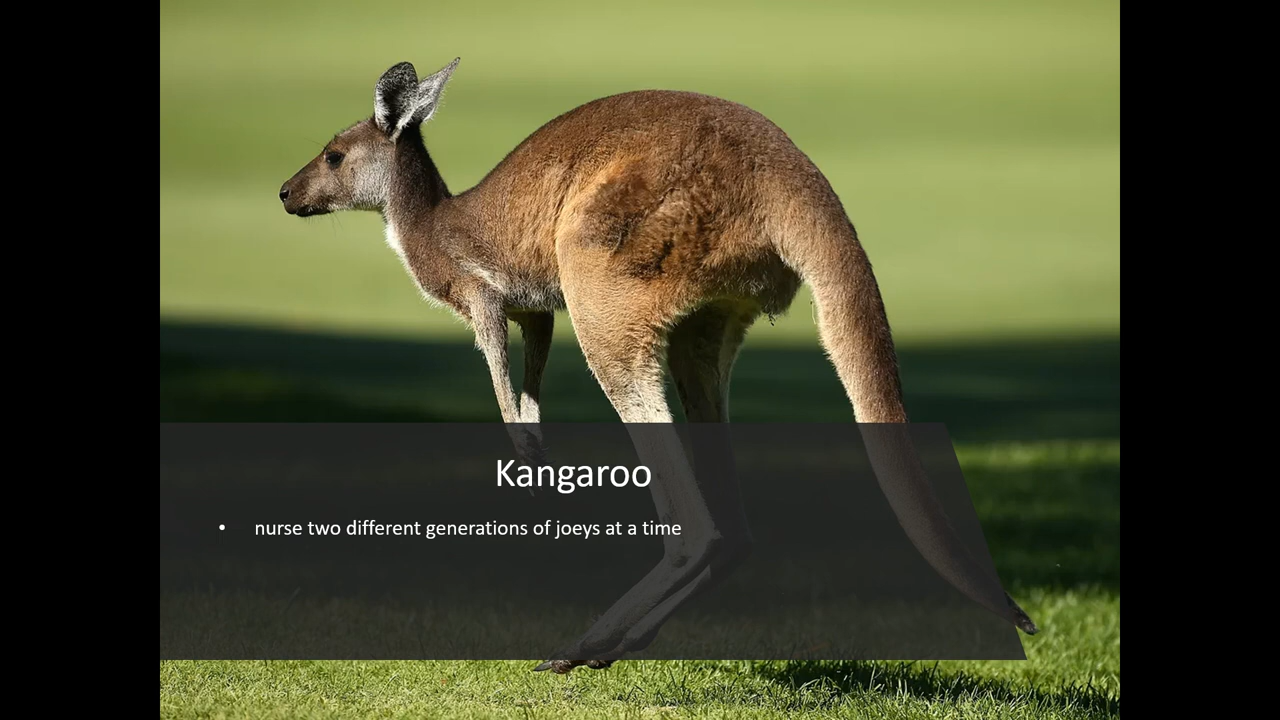 Kangaroo
• nurse two different generations of joeys at a time